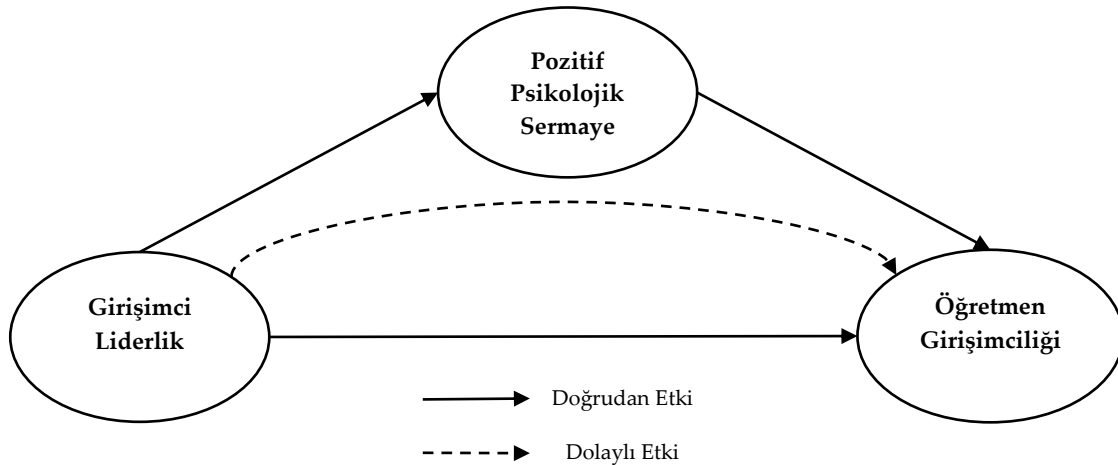 Pozitif
Psikolojik
Sermaye
Girişimci
Liderlik
Öğretmen
Girişimciliği
Doğrudan Etki
Dolaylı Etki